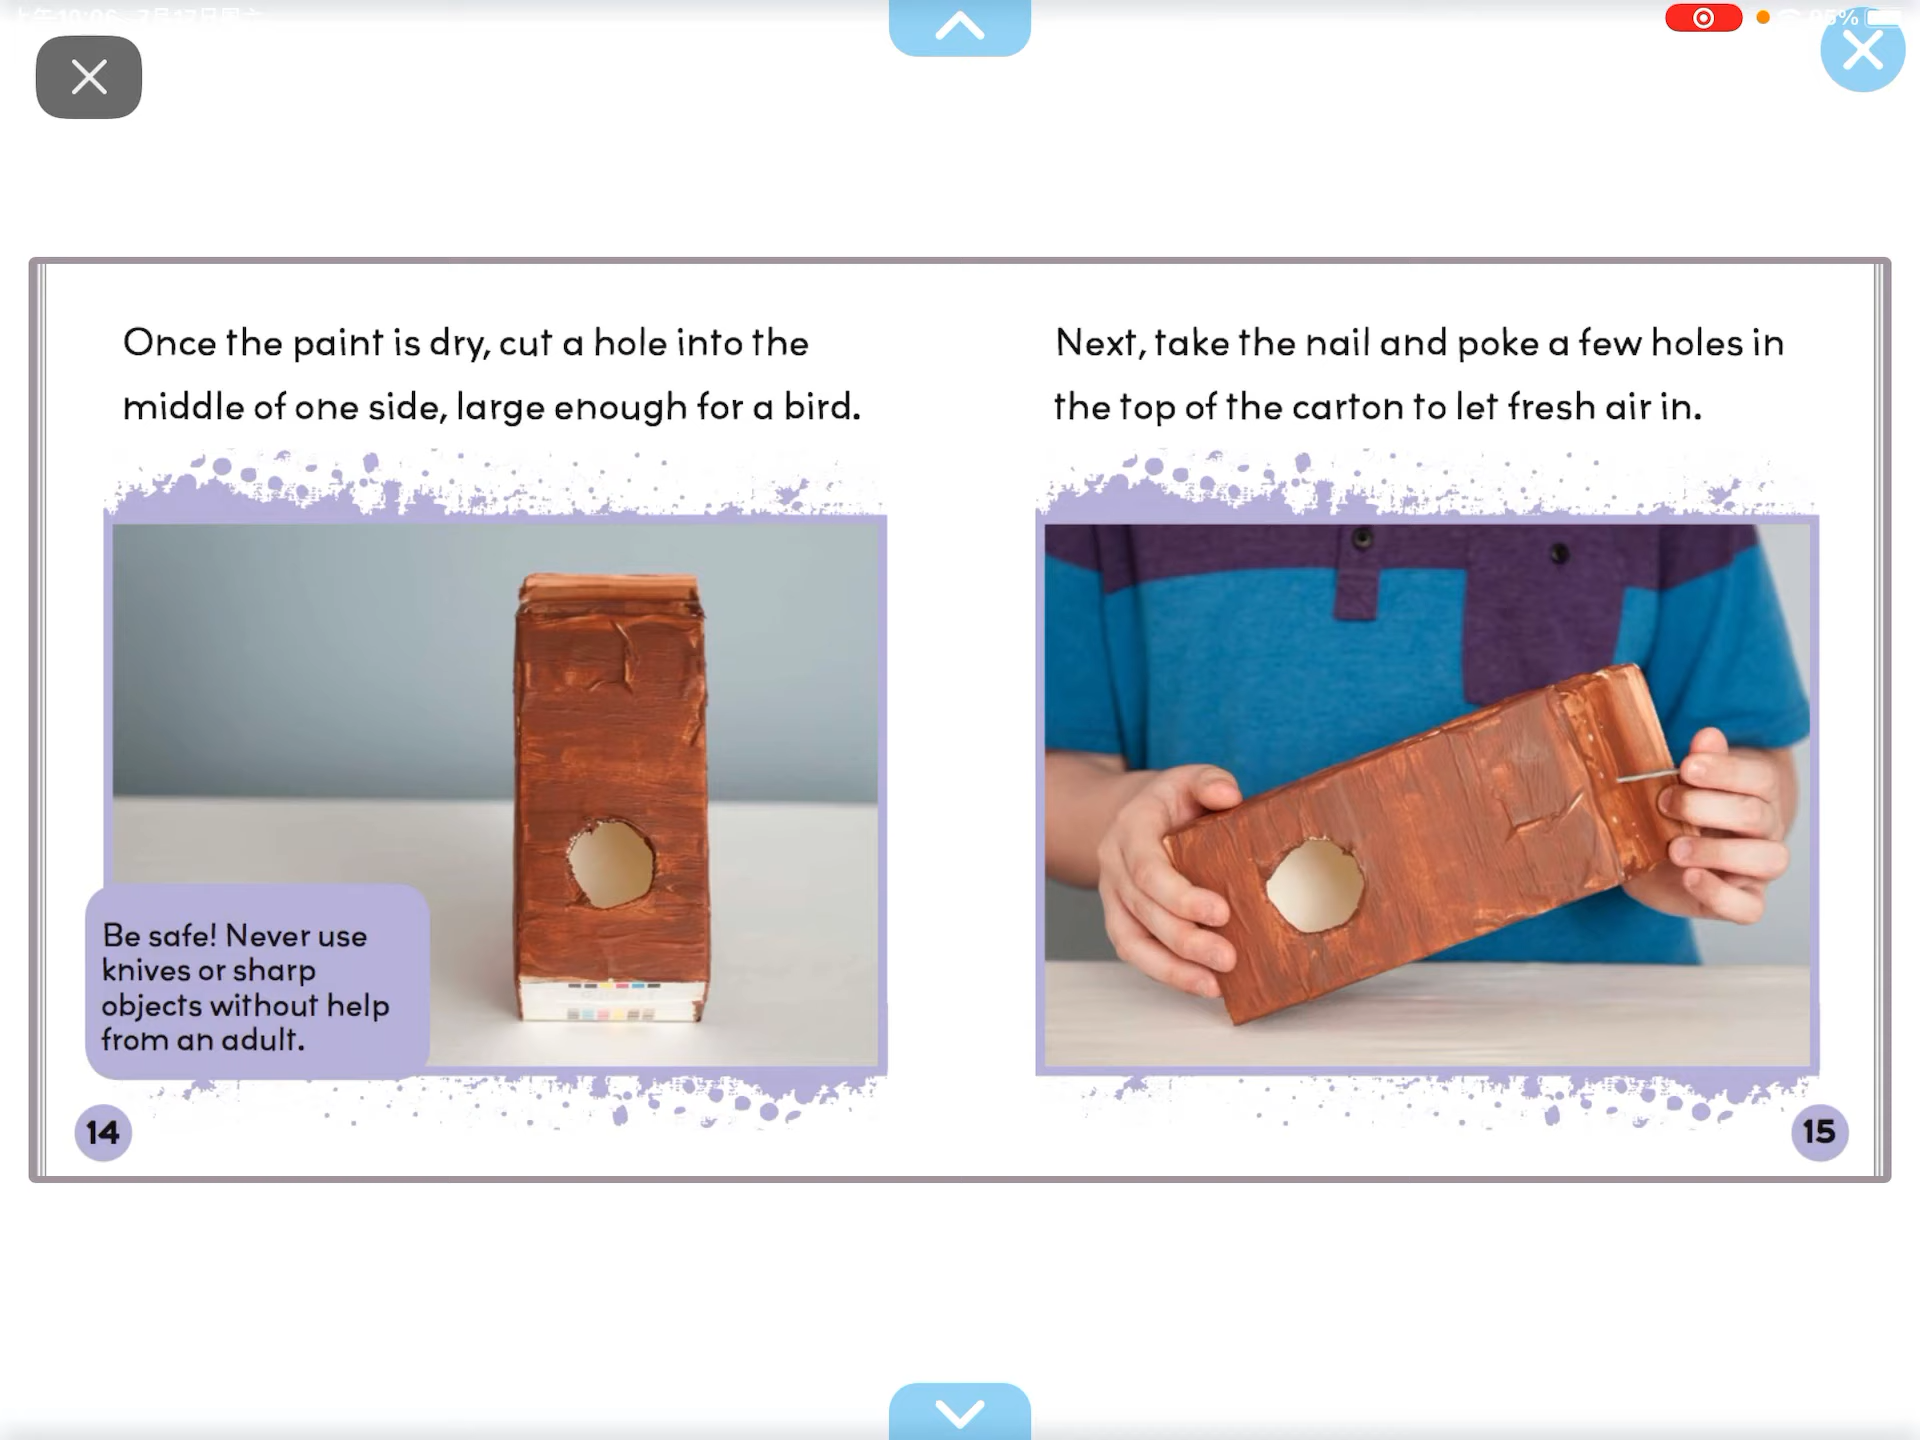 Once the paint is dry, cut a hole into the
middle of one side, large enough for a bird.
Be safe! Never use
knives or sharp
objects without help
from an adult.
14
Next, take the nail and poke a few holes in
the top of the carton to let fresh air in.
15